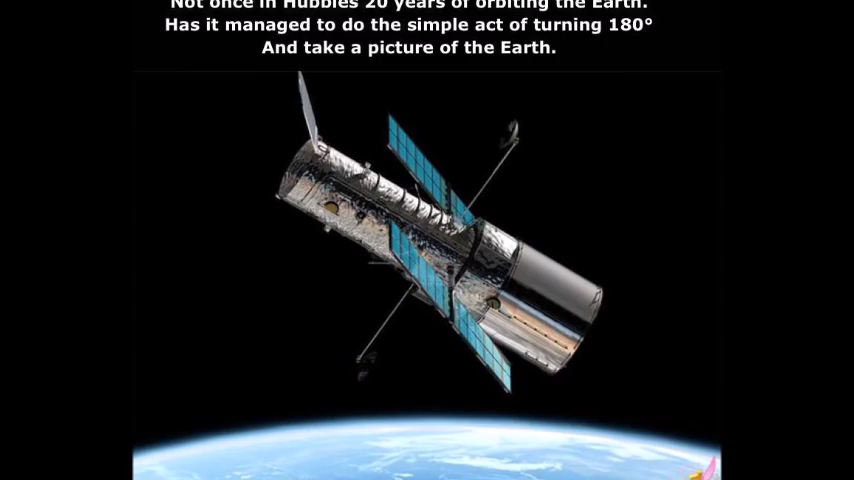 Not once in Hubbles 20 years of orbiting the Earth.
Has it managed to do the simple act of turning 180°
And take a picture of the Earth.